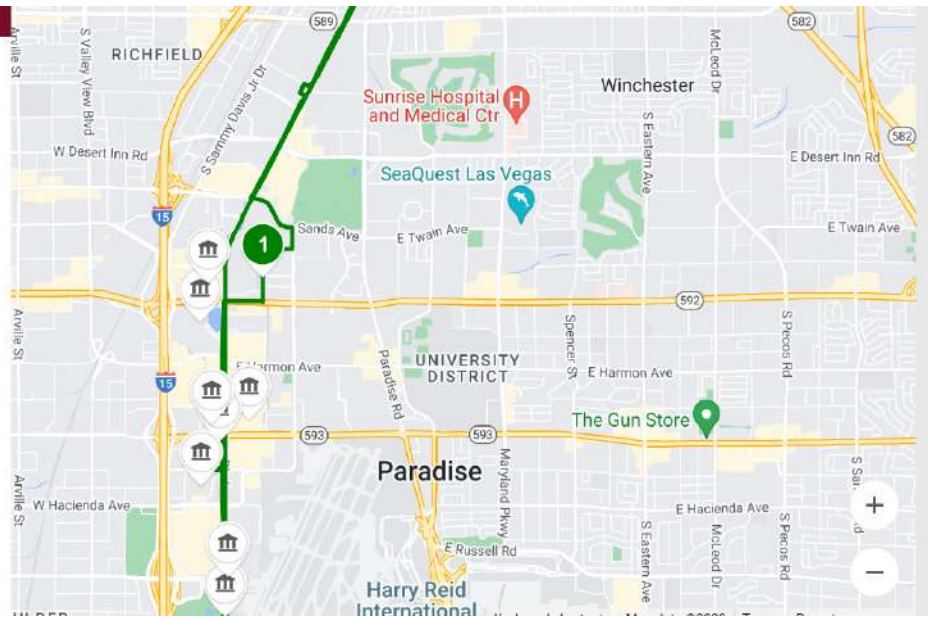 589
582
Arville St
S Valley View Blvd
RICHFIELD
McLeod Dr
Winchester
S Sammy Davis Jr Dr
Sunrise Hospital
and Medical Ctr
H
S Eastern Ave
582
W Desert Inn Rd
E Desert Inn Rd
SeaQuest Las Vegas
15
Sands Ave
E Twain Ave
E Twain Ave
1
592
Arville St
Spencer St
S Pecos Rd
E Harmon Ave
Paradise Rd
UNIVERSITY
DISTRICT
E Harmon Ave
15
The Gun Store
593
593
Paradise
Maryland Pkwy
Arville St
W Hacienda Ave
E Hacienda Ave
+
E Russell Rd
S Eastern Ave
McLeod Dr
S Pecos Rd
−
Harry Reid
International